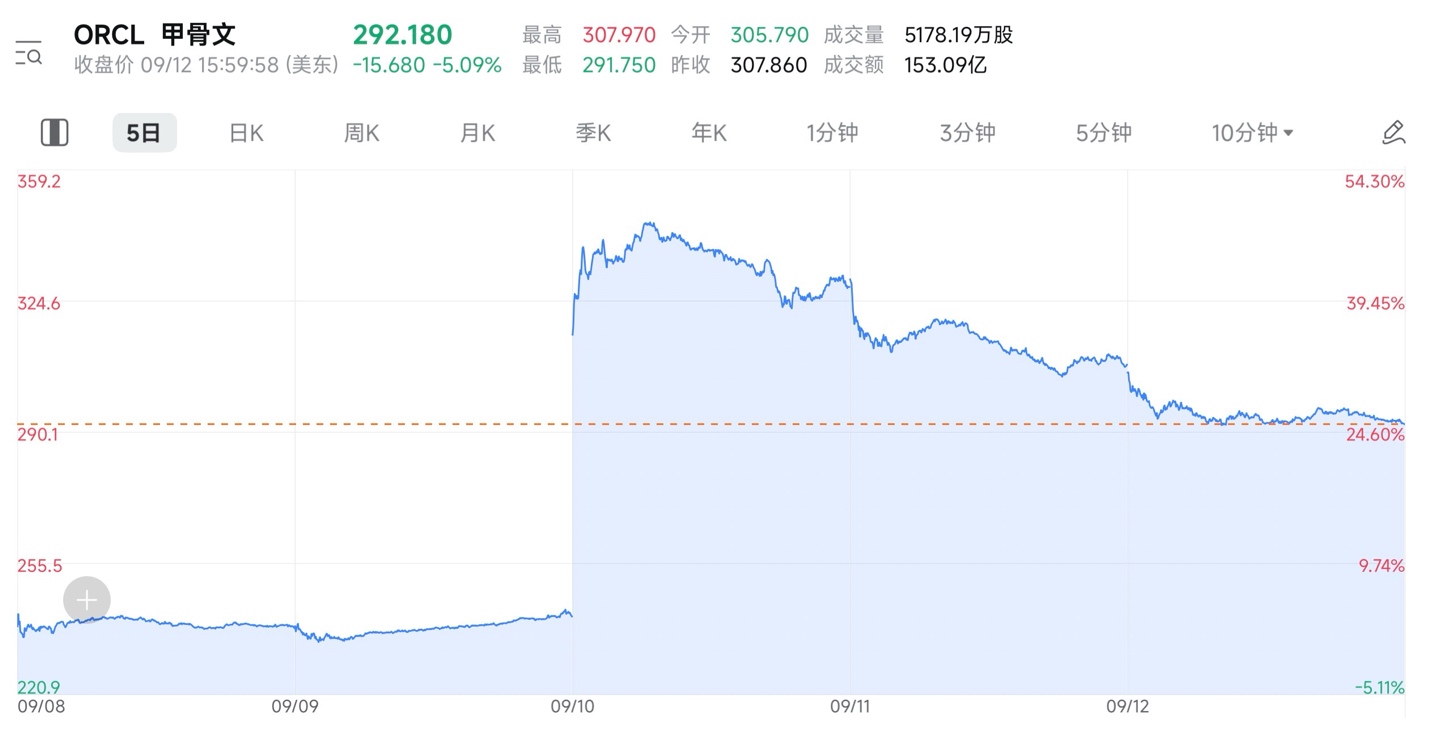 ORCL 甲骨文 292.180 最高 307.970 今开 305.790 成交量 5178.19万股
收盘价 09/12 15:59:58 (美东) -15.680 -5.09% 最低 291.750 昨收 307.860 成交额 153.09亿
5日 日K 周K 月K 季K 年K 1分钟 3分钟 5分钟 10分钟
359.2 54.30%
324.6 39.45%
290.1 24.60%
255.5 9.74%
220.9 -5.11%
09/08 09/09 09/10 09/11 09/12